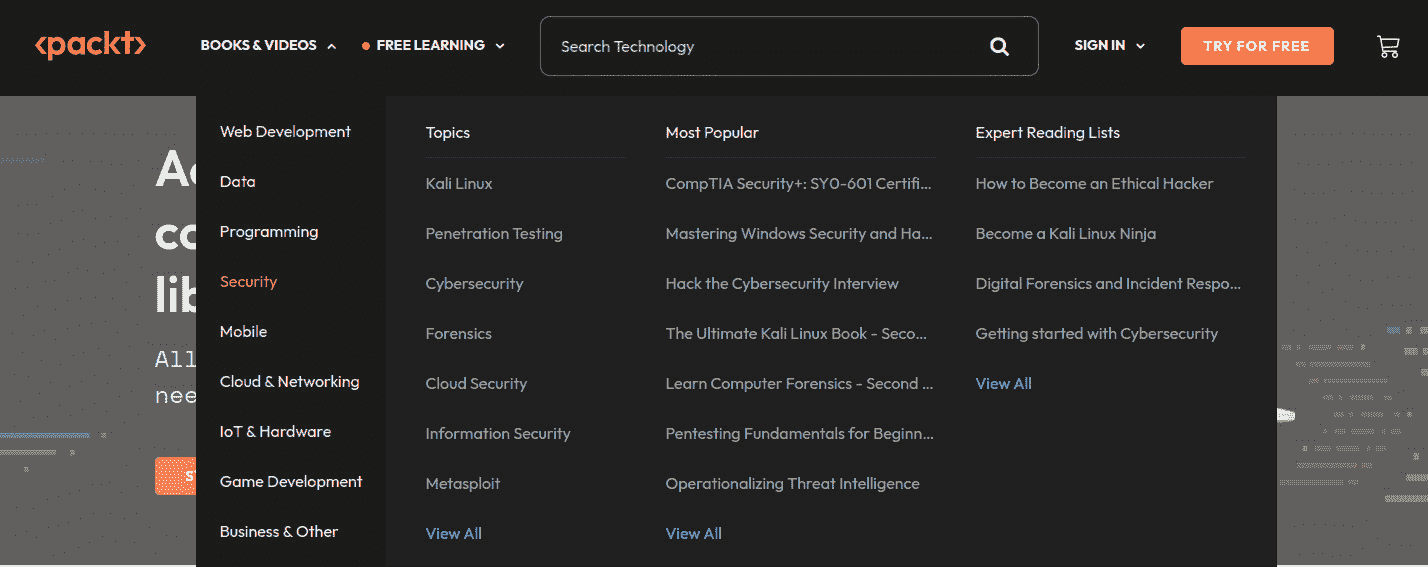 <packt>
BOOKS & VIDEOS
FREE LEARNING
Search Technology
SIGN IN
TRY FOR FREE
Web Development
Data
Programming
Security
Mobile
Cloud & Networking
IoT & Hardware
Game Development
Business & Other
Topics
Kali Linux
Penetration Testing
Cybersecurity
Forensics
Cloud Security
Information Security
Metasploit
View All
Most Popular
CompTIA Security+: SY0-601 Certifi...
Mastering Windows Security and Ha...
Hack the Cybersecurity Interview
The Ultimate Kali Linux Book - Seco...
Learn Computer Forensics - Second ...
Pentesting Fundamentals for Beginn...
Operationalizing Threat Intelligence
View All
Expert Reading Lists
How to Become an Ethical Hacker
Become a Kali Linux Ninja
Digital Forensics and Incident Respo...
Getting started with Cybersecurity
View All
All